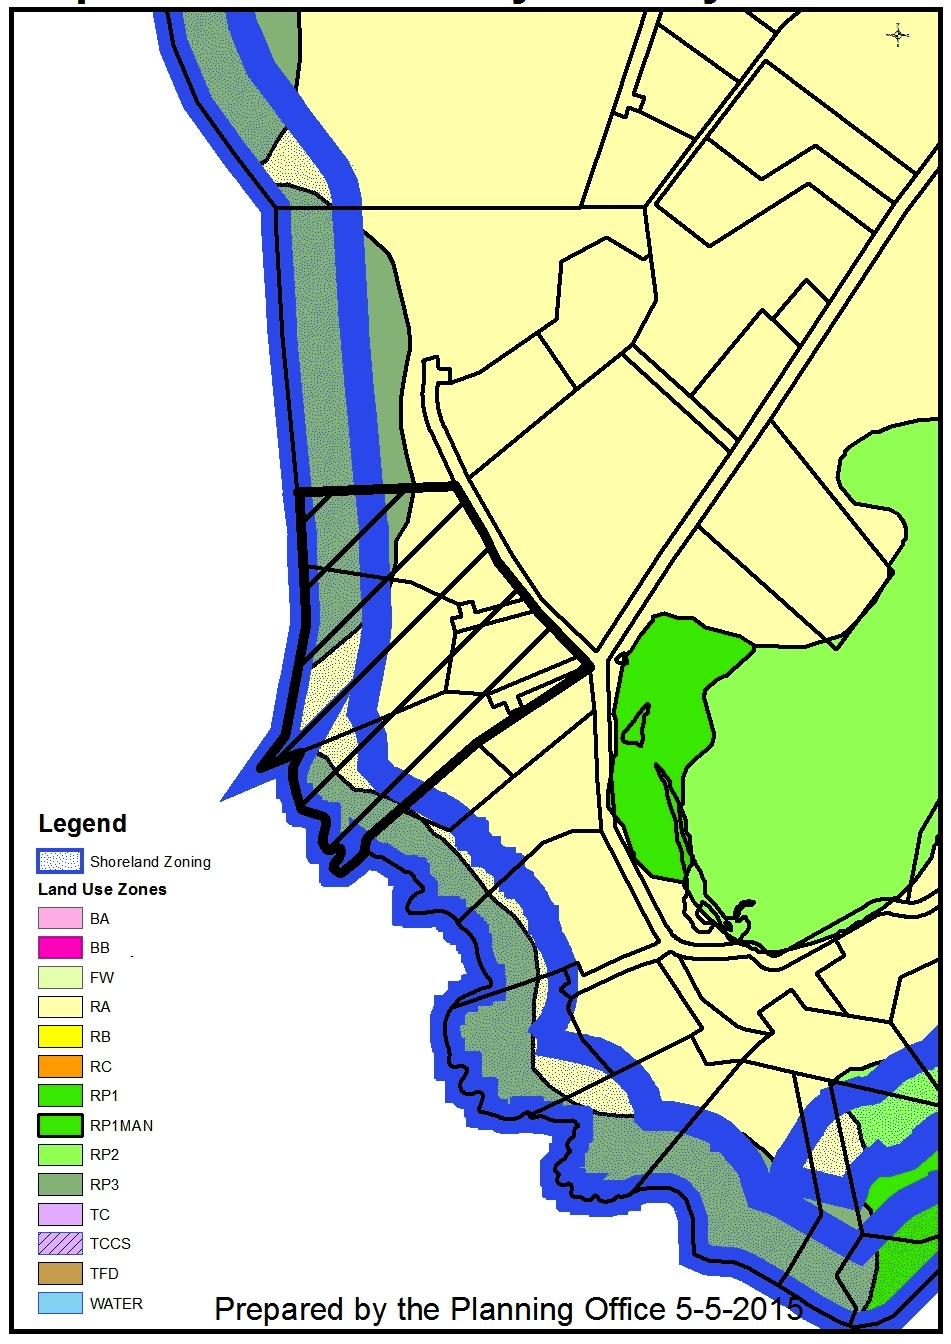 Legend
Shoreland Zoning
Land Use Zones
BA
BB
FW
RA
RB
RC
RP1
RP1MAN
RP2
RP3
TC
TCCS
TFD
WATER
Prepared by the Planning Office 5-5-2015